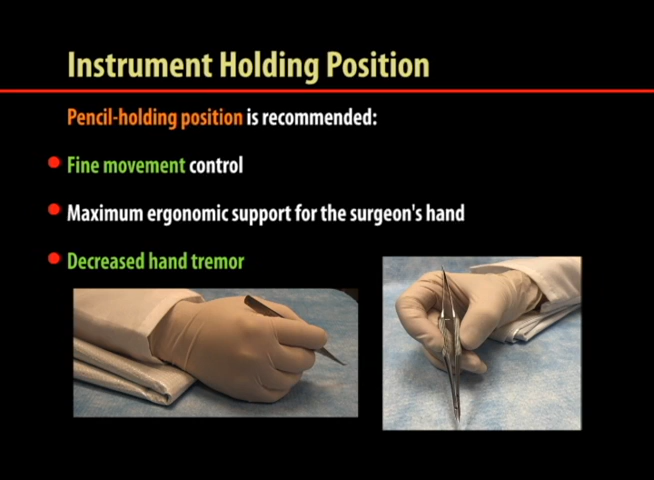 Instrument Holding Position
Pencil-holding position is recommended:
Fine movement control
Maximum ergonomic support for the surgeon's hand
Decreased hand tremor